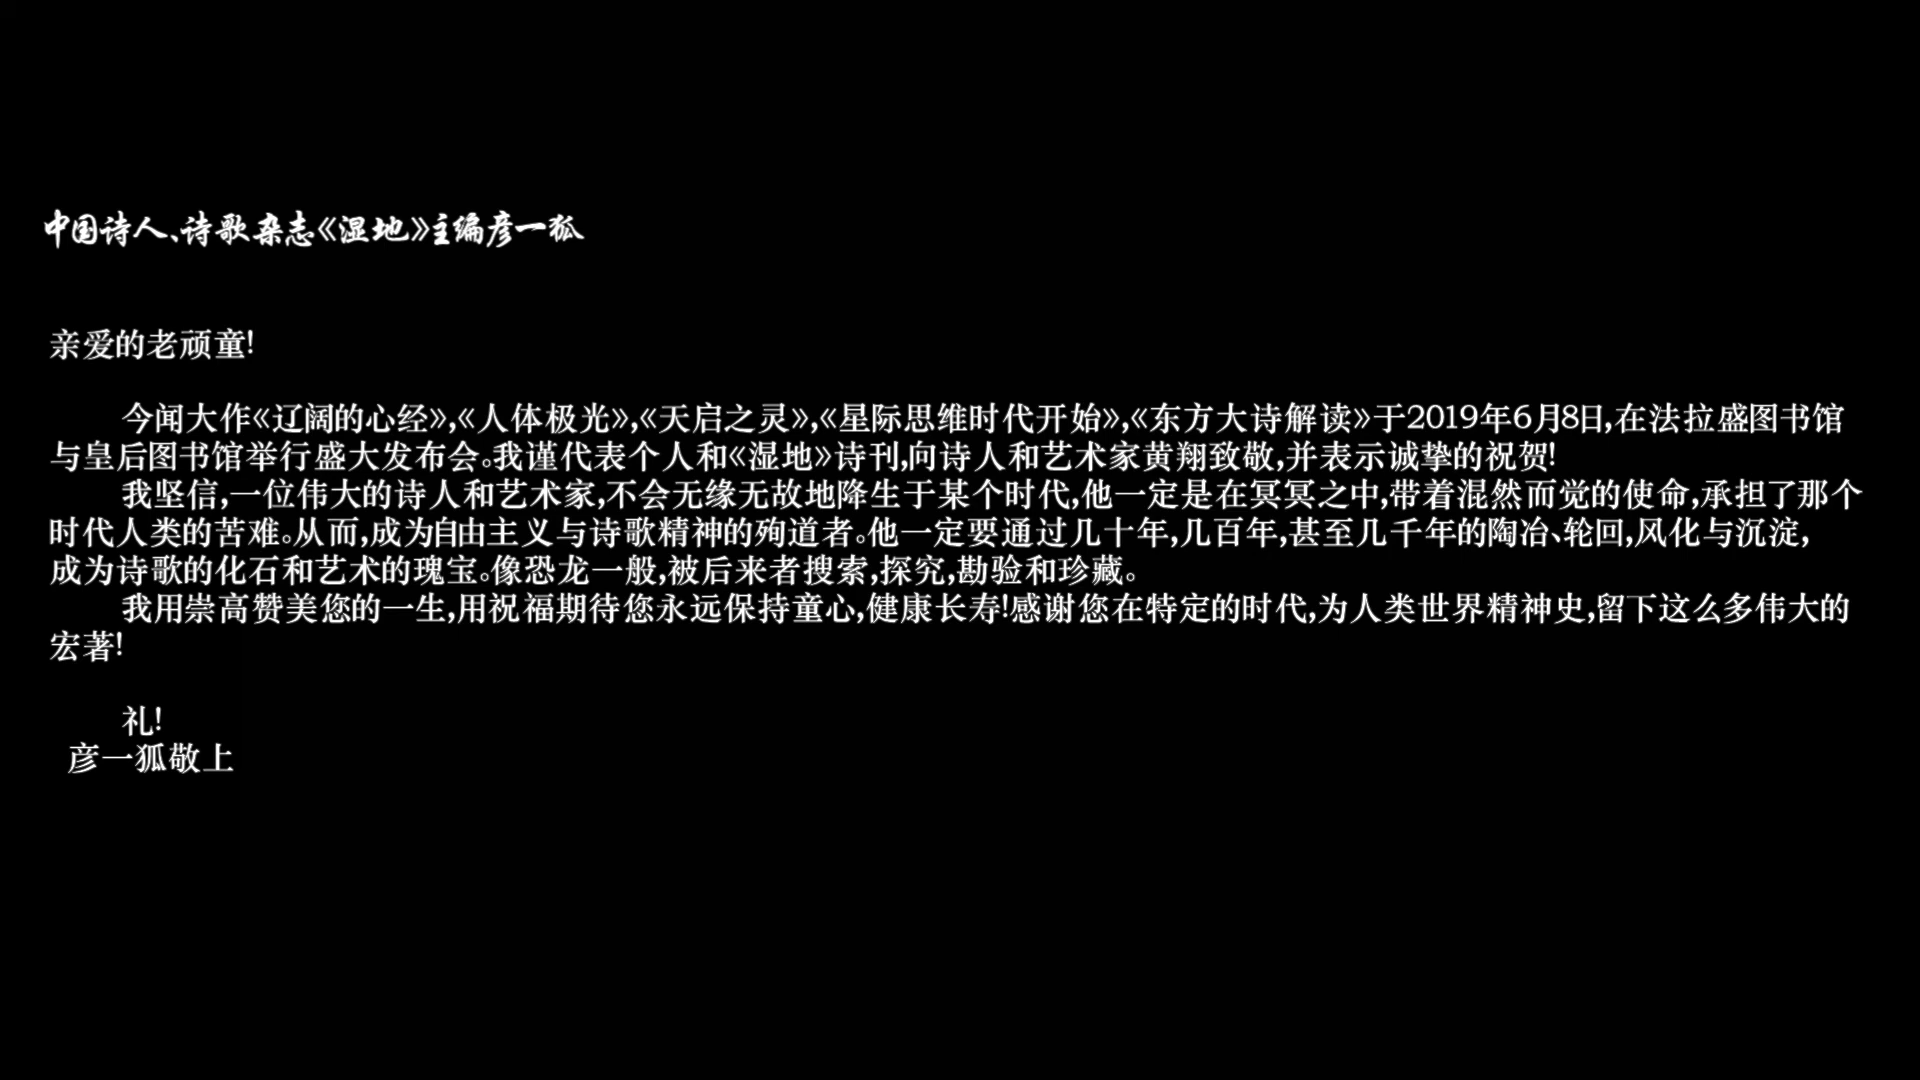 中国诗人、诗歌杂志《湿地》主编彦一狐
亲爱的老顽童!
今闻大作《辽阔的心经》,《人体极光》,《天启之灵》,《星际思维时代开始》,《东方大诗解读》于2019年6月8日,在法拉盛图书馆
与皇后图书馆举行盛大发布会。我谨代表个人和《湿地》诗刊,向诗人和艺术家黄翔致敬,并表示诚挚的祝贺!
我坚信,一位伟大的诗人和艺术家,不会无缘无故地降生于某个时代,他一定是在冥冥之中,带着混然而觉的使命,承担了那个
时代人类的苦难。从而,成为自由主义与诗歌精神的殉道者。他一定要通过几十年,几百年,甚至几千年的陶冶、轮回,风化与沉淀,
成为诗歌的化石和艺术的瑰宝。像恐龙一般,被后来者搜索,探究,勘验和珍藏。
我用崇高赞美您的一生,用祝福期待您永远保持童心,健康长寿!感谢您在特定的时代,为人类世界精神史,留下这么多伟大的
宏著!
礼!
彦一狐敬上